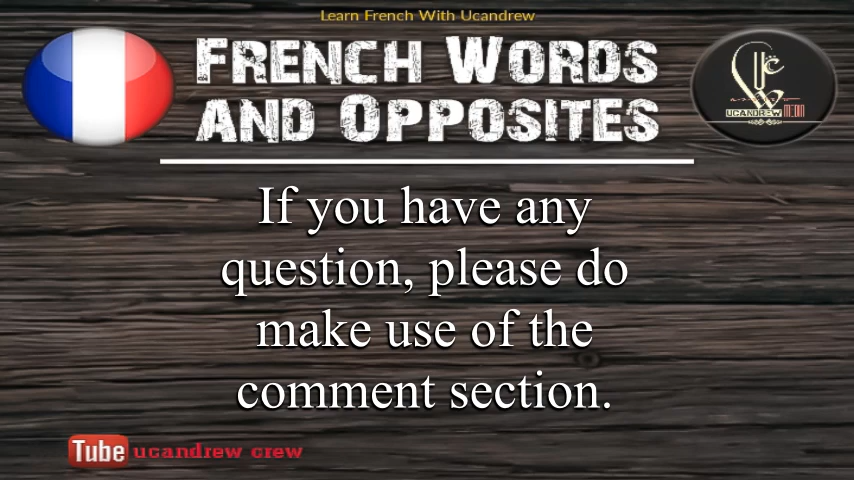 Learn French With Ucandrew
FRENCH WORDS
AND OPPOSITES
UCANDREW MEDIA
If you have any
question, please do
make use of the
comment section.
Tube ucandrew crew